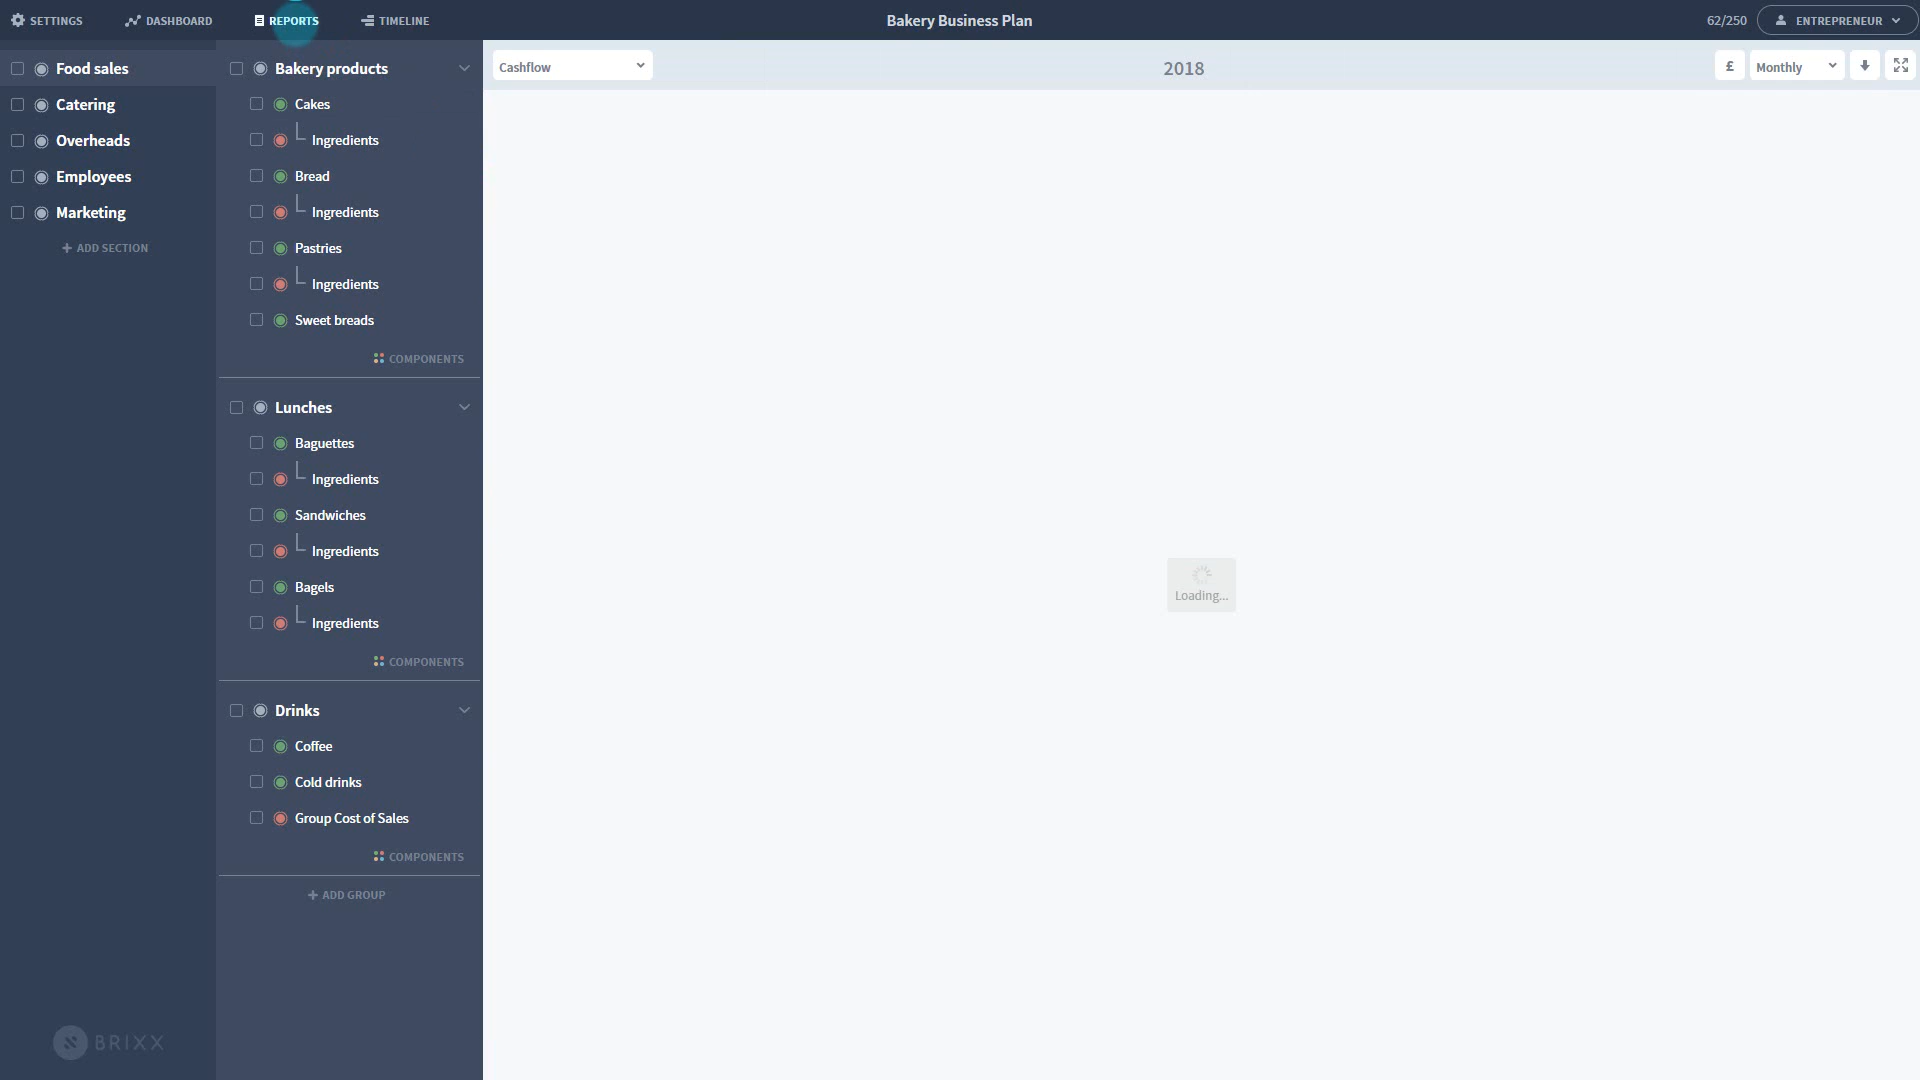 SETTINGS
DASHBOARD
REPORTS
TIMELINE
Bakery Business Plan
62/250
ENTREPRENEUR
Food sales
Catering
Overheads
Employees
Marketing
ADD SECTION
Bakery products
Cakes
Ingredients
Bread
Ingredients
Pastries
Ingredients
Sweet breads
COMPONENTS
Lunches
Baguettes
Ingredients
Sandwiches
Ingredients
Bagels
Ingredients
COMPONENTS
Drinks
Coffee
Cold drinks
Group Cost of Sales
COMPONENTS
ADD GROUP
Cashflow
2018
£
Monthly
Loading...
BRIXX